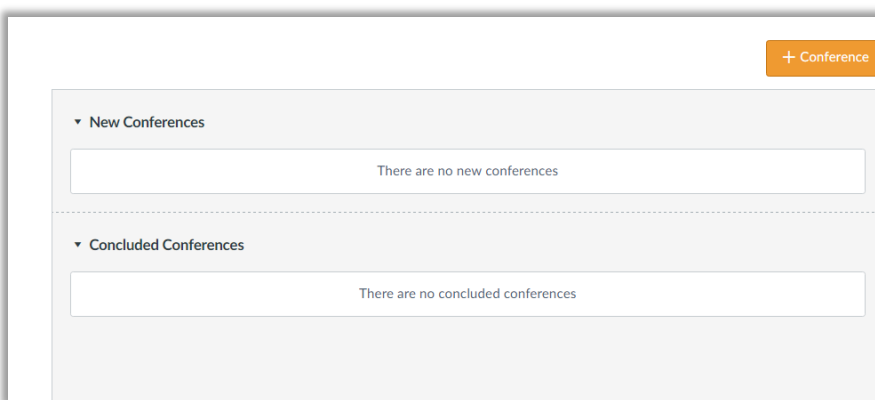 + Conference
New Conferences
There are no new conferences
Concluded Conferences
There are no concluded conferences